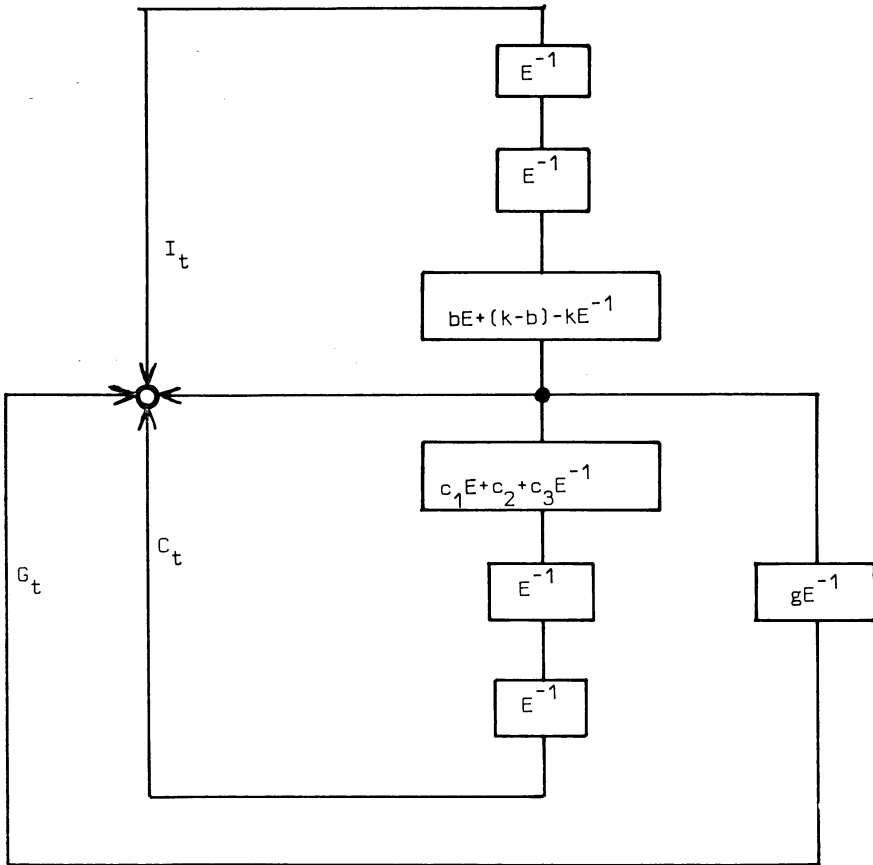 E⁻¹
E⁻¹
I_t
bE+(k-b)-kE⁻¹
c₁E+c₂+c₃E⁻¹
C_t
G_t
E⁻¹
gE⁻¹
E⁻¹